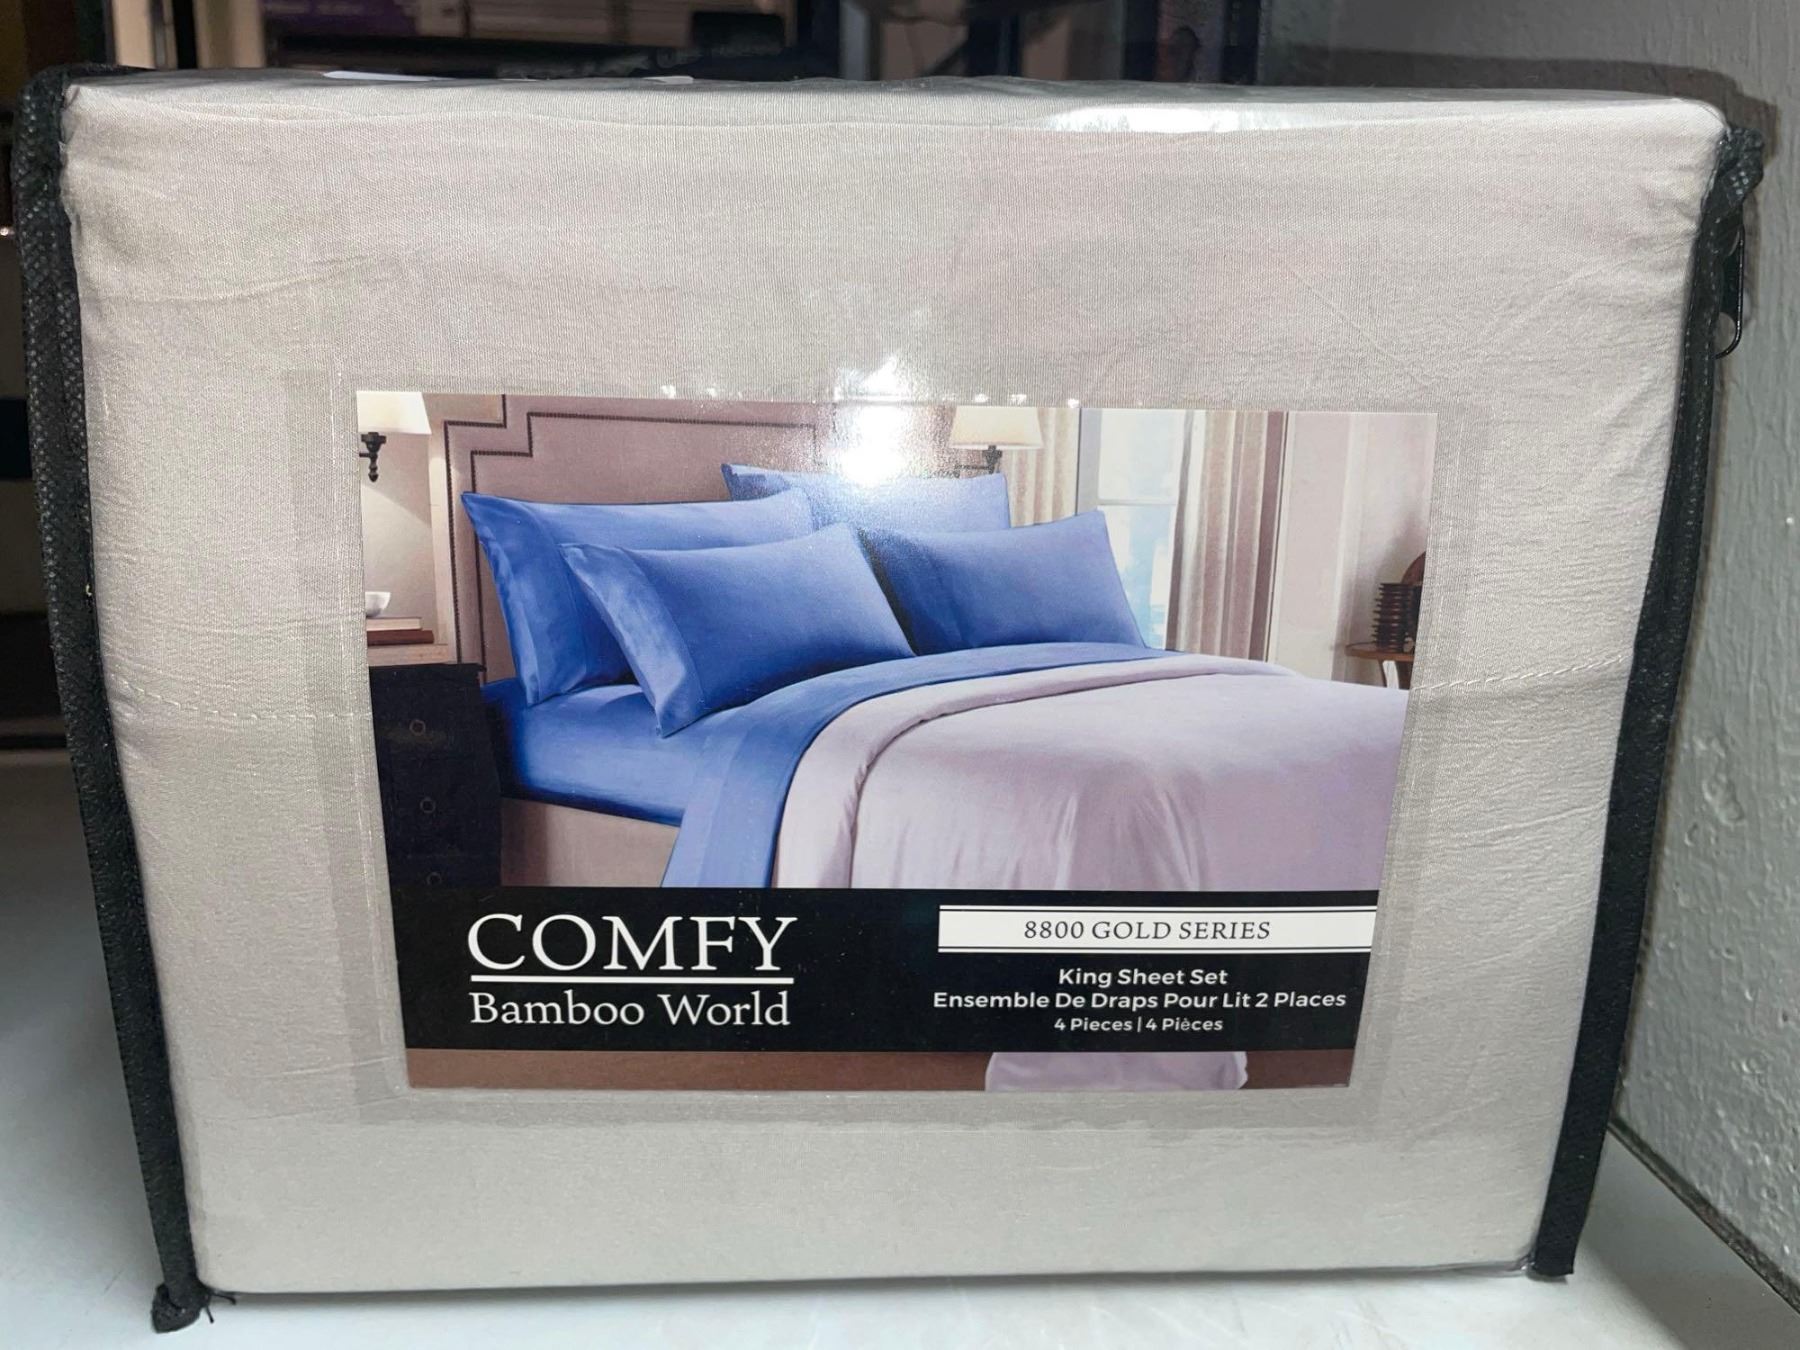 COMFY
Bamboo World
8800 GOLD SERIES
King Sheet Set
Ensemble De Draps Pour Lit 2 Places
4 Pieces | 4 Pièces